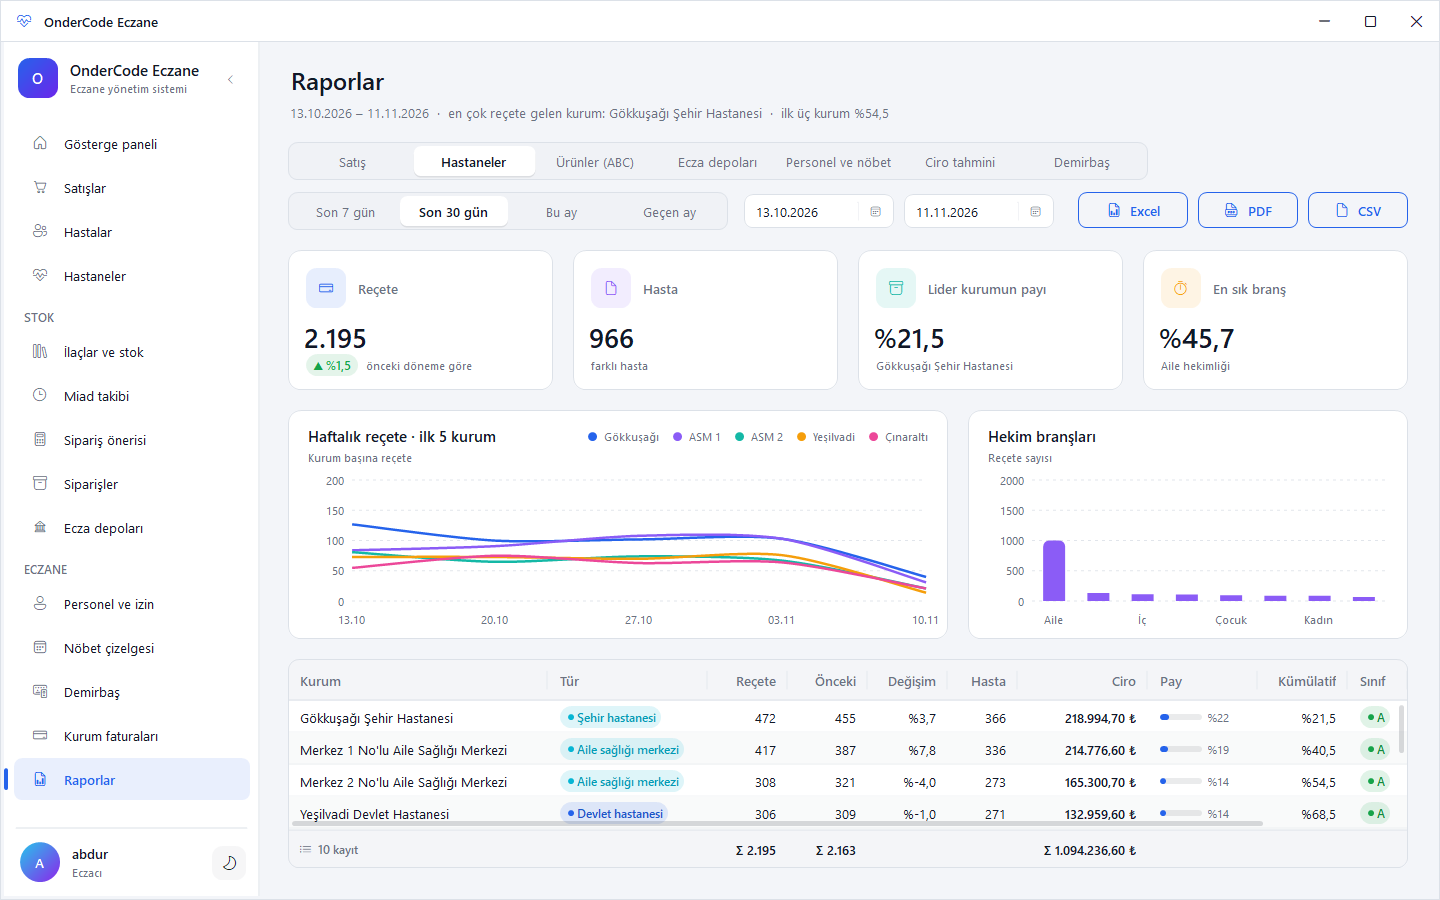 OnderCode Eczane
O
OnderCode Eczane
Eczane yönetim sistemi
Gösterge paneli
Satışlar
Hastalar
Hastaneler
STOK
İlaçlar ve stok
Miad takibi
Sipariş önerisi
Siparişler
Ecza depoları
ECZANE
Personel ve izin
Nöbet çizelgesi
Demirbaş
Kurum faturaları
Raporlar
A
abdur
Eczacı
Raporlar
13.10.2026 – 11.11.2026 · en çok reçete gelen kurum: Gökkuşağı Şehir Hastanesi · ilk üç kurum %54,5
Satış Hastaneler Ürünler (ABC) Ecza depoları Personel ve nöbet Ciro tahmini Demirbaş
Son 7 gün Son 30 gün Bu ay Geçen ay 13.10.2026 11.11.2026 Excel PDF CSV
Reçete
2.195
▲ %1,5 önceki döneme göre
Hasta
966
farklı hasta
Lider kurumun payı
%21,5
Gökkuşağı Şehir Hastanesi
En sık branş
%45,7
Aile hekimliği
Haftalık reçete · ilk 5 kurum
Gökkuşağı ASM 1 ASM 2 Yeşilvadi Çınaraltı
Kurum başına reçete
200
150
100
50
0
13.10 20.10 27.10 03.11 10.11
Hekim branşları
Reçete sayısı
2000
1500
1000
500
0
Aile İç Çocuk Kadın
Kurum Tür Reçete Önceki Değişim Hasta Ciro Pay Kümülatif Sınıf
Gökkuşağı Şehir Hastanesi Şehir hastanesi 472 455 %3,7 366 218.994,70 ₺ %22 %21,5 A
Merkez 1 No'lu Aile Sağlığı Merkezi Aile sağlığı merkezi 417 387 %7,8 336 214.776,60 ₺ %19 %40,5 A
Merkez 2 No'lu Aile Sağlığı Merkezi Aile sağlığı merkezi 308 321 %-4,0 273 165.300,70 ₺ %14 %54,5 A
Yeşilvadi Devlet Hastanesi Devlet hastanesi 306 309 %-1,0 271 132.959,60 ₺ %14 %68,5 A
10 kayıt Σ 2.195 Σ 2.163 Σ 1.094.236,60 ₺